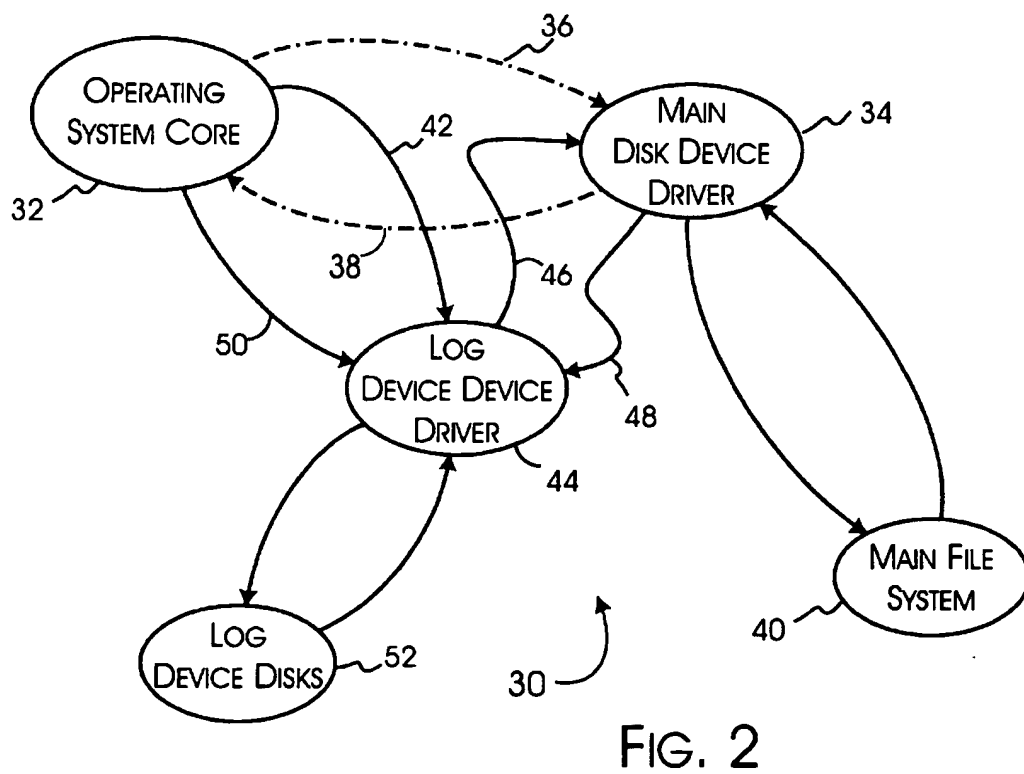 36
OPERATING
SYSTEM CORE
MAIN
DISK DEVICE
DRIVER
34
42
32
38
46
50
LOG
DEVICE DEVICE
DRIVER
48
44
MAIN FILE
SYSTEM
40
LOG
DEVICE DISKS
52
30
FIG. 2